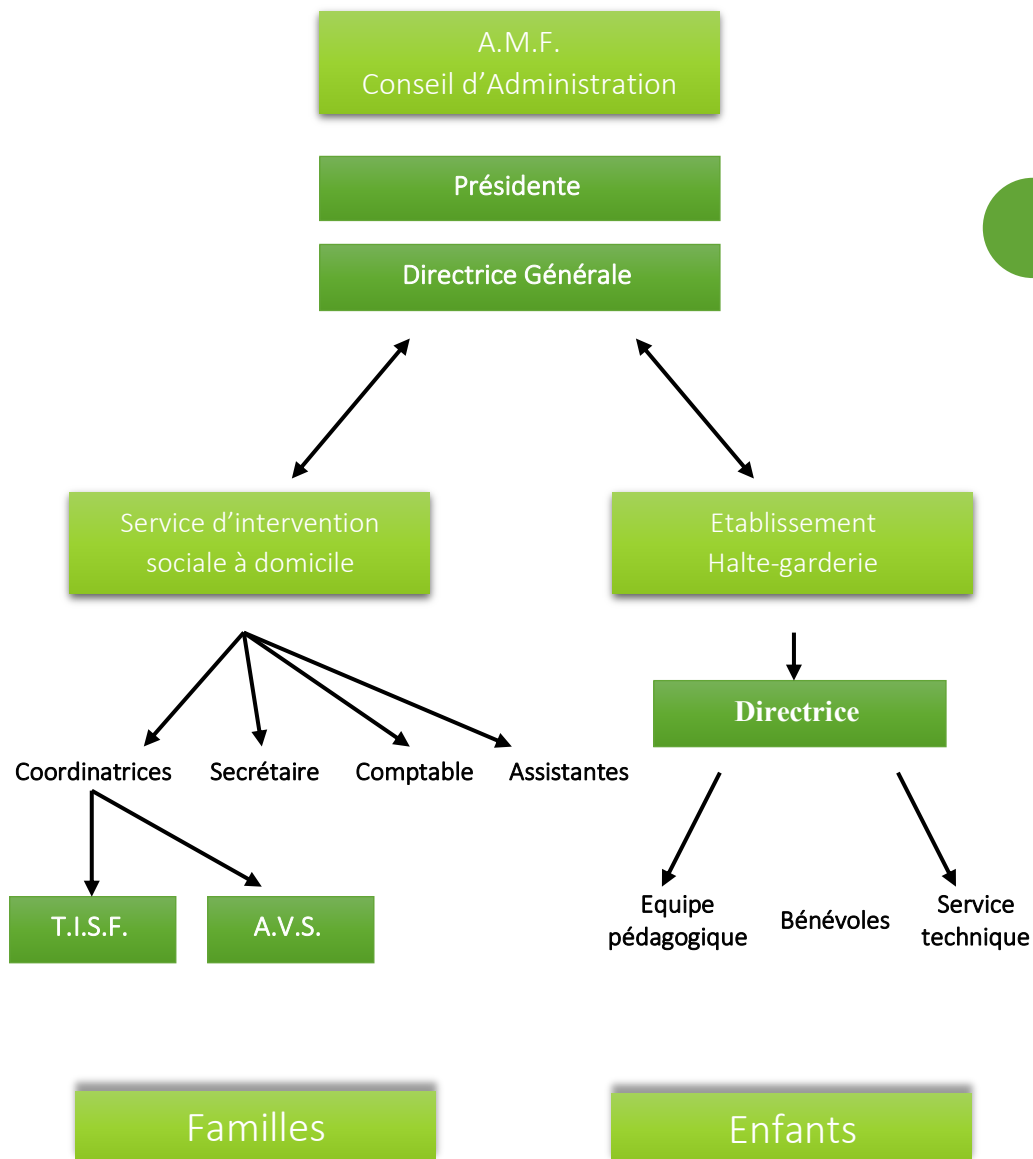 A.M.F.
Conseil d’Administration
Présidente
Directrice Générale
Service d’intervention
sociale à domicile
Etablissement
Halte-garderie
Directrice
Coordinatrices
Secrétaire
Comptable
Assistantes
T.I.S.F.
A.V.S.
Equipe
pédagogique
Bénévoles
Service
technique
Familles
Enfants